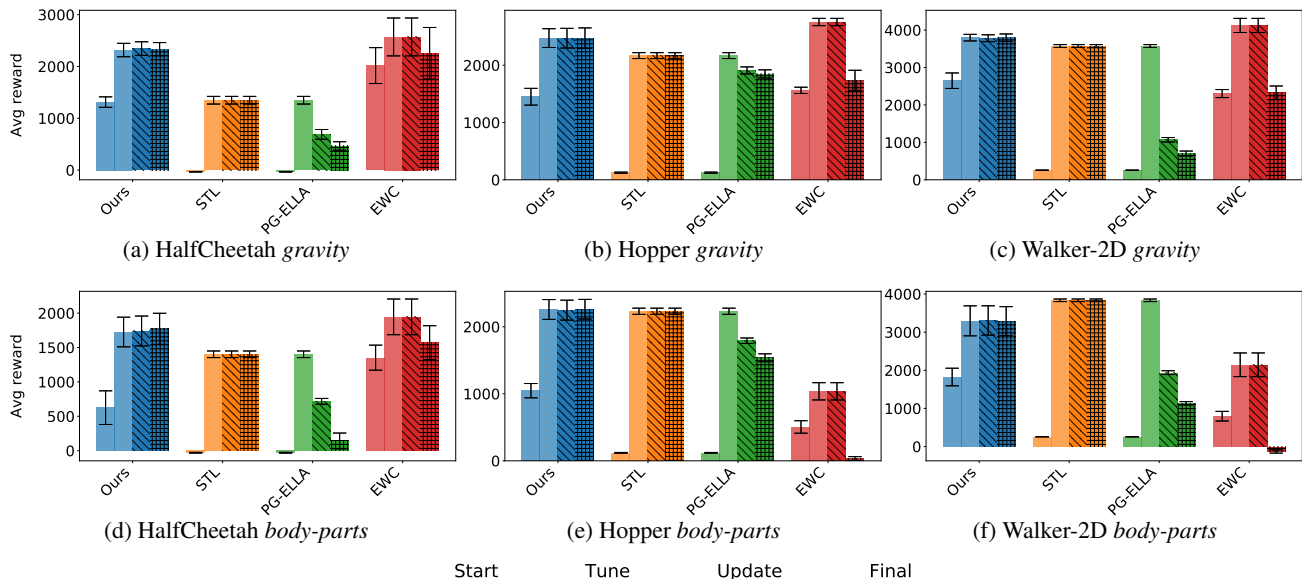 Avg reward
3000
2000
1000
0
Ours
STL
PG-ELLA
EWC
(a) HalfCheetah gravity
2000
1000
0
Ours
STL
PG-ELLA
EWC
(b) Hopper gravity
4000
3000
2000
1000
0
Ours
STL
PG-ELLA
EWC
(c) Walker-2D gravity
Avg reward
2000
1500
1000
500
0
Ours
STL
PG-ELLA
EWC
(d) HalfCheetah body-parts
2000
1000
0
Ours
STL
PG-ELLA
EWC
(e) Hopper body-parts
4000
3000
2000
1000
0
Ours
STL
PG-ELLA
EWC
(f) Walker-2D body-parts
Start Tune Update Final